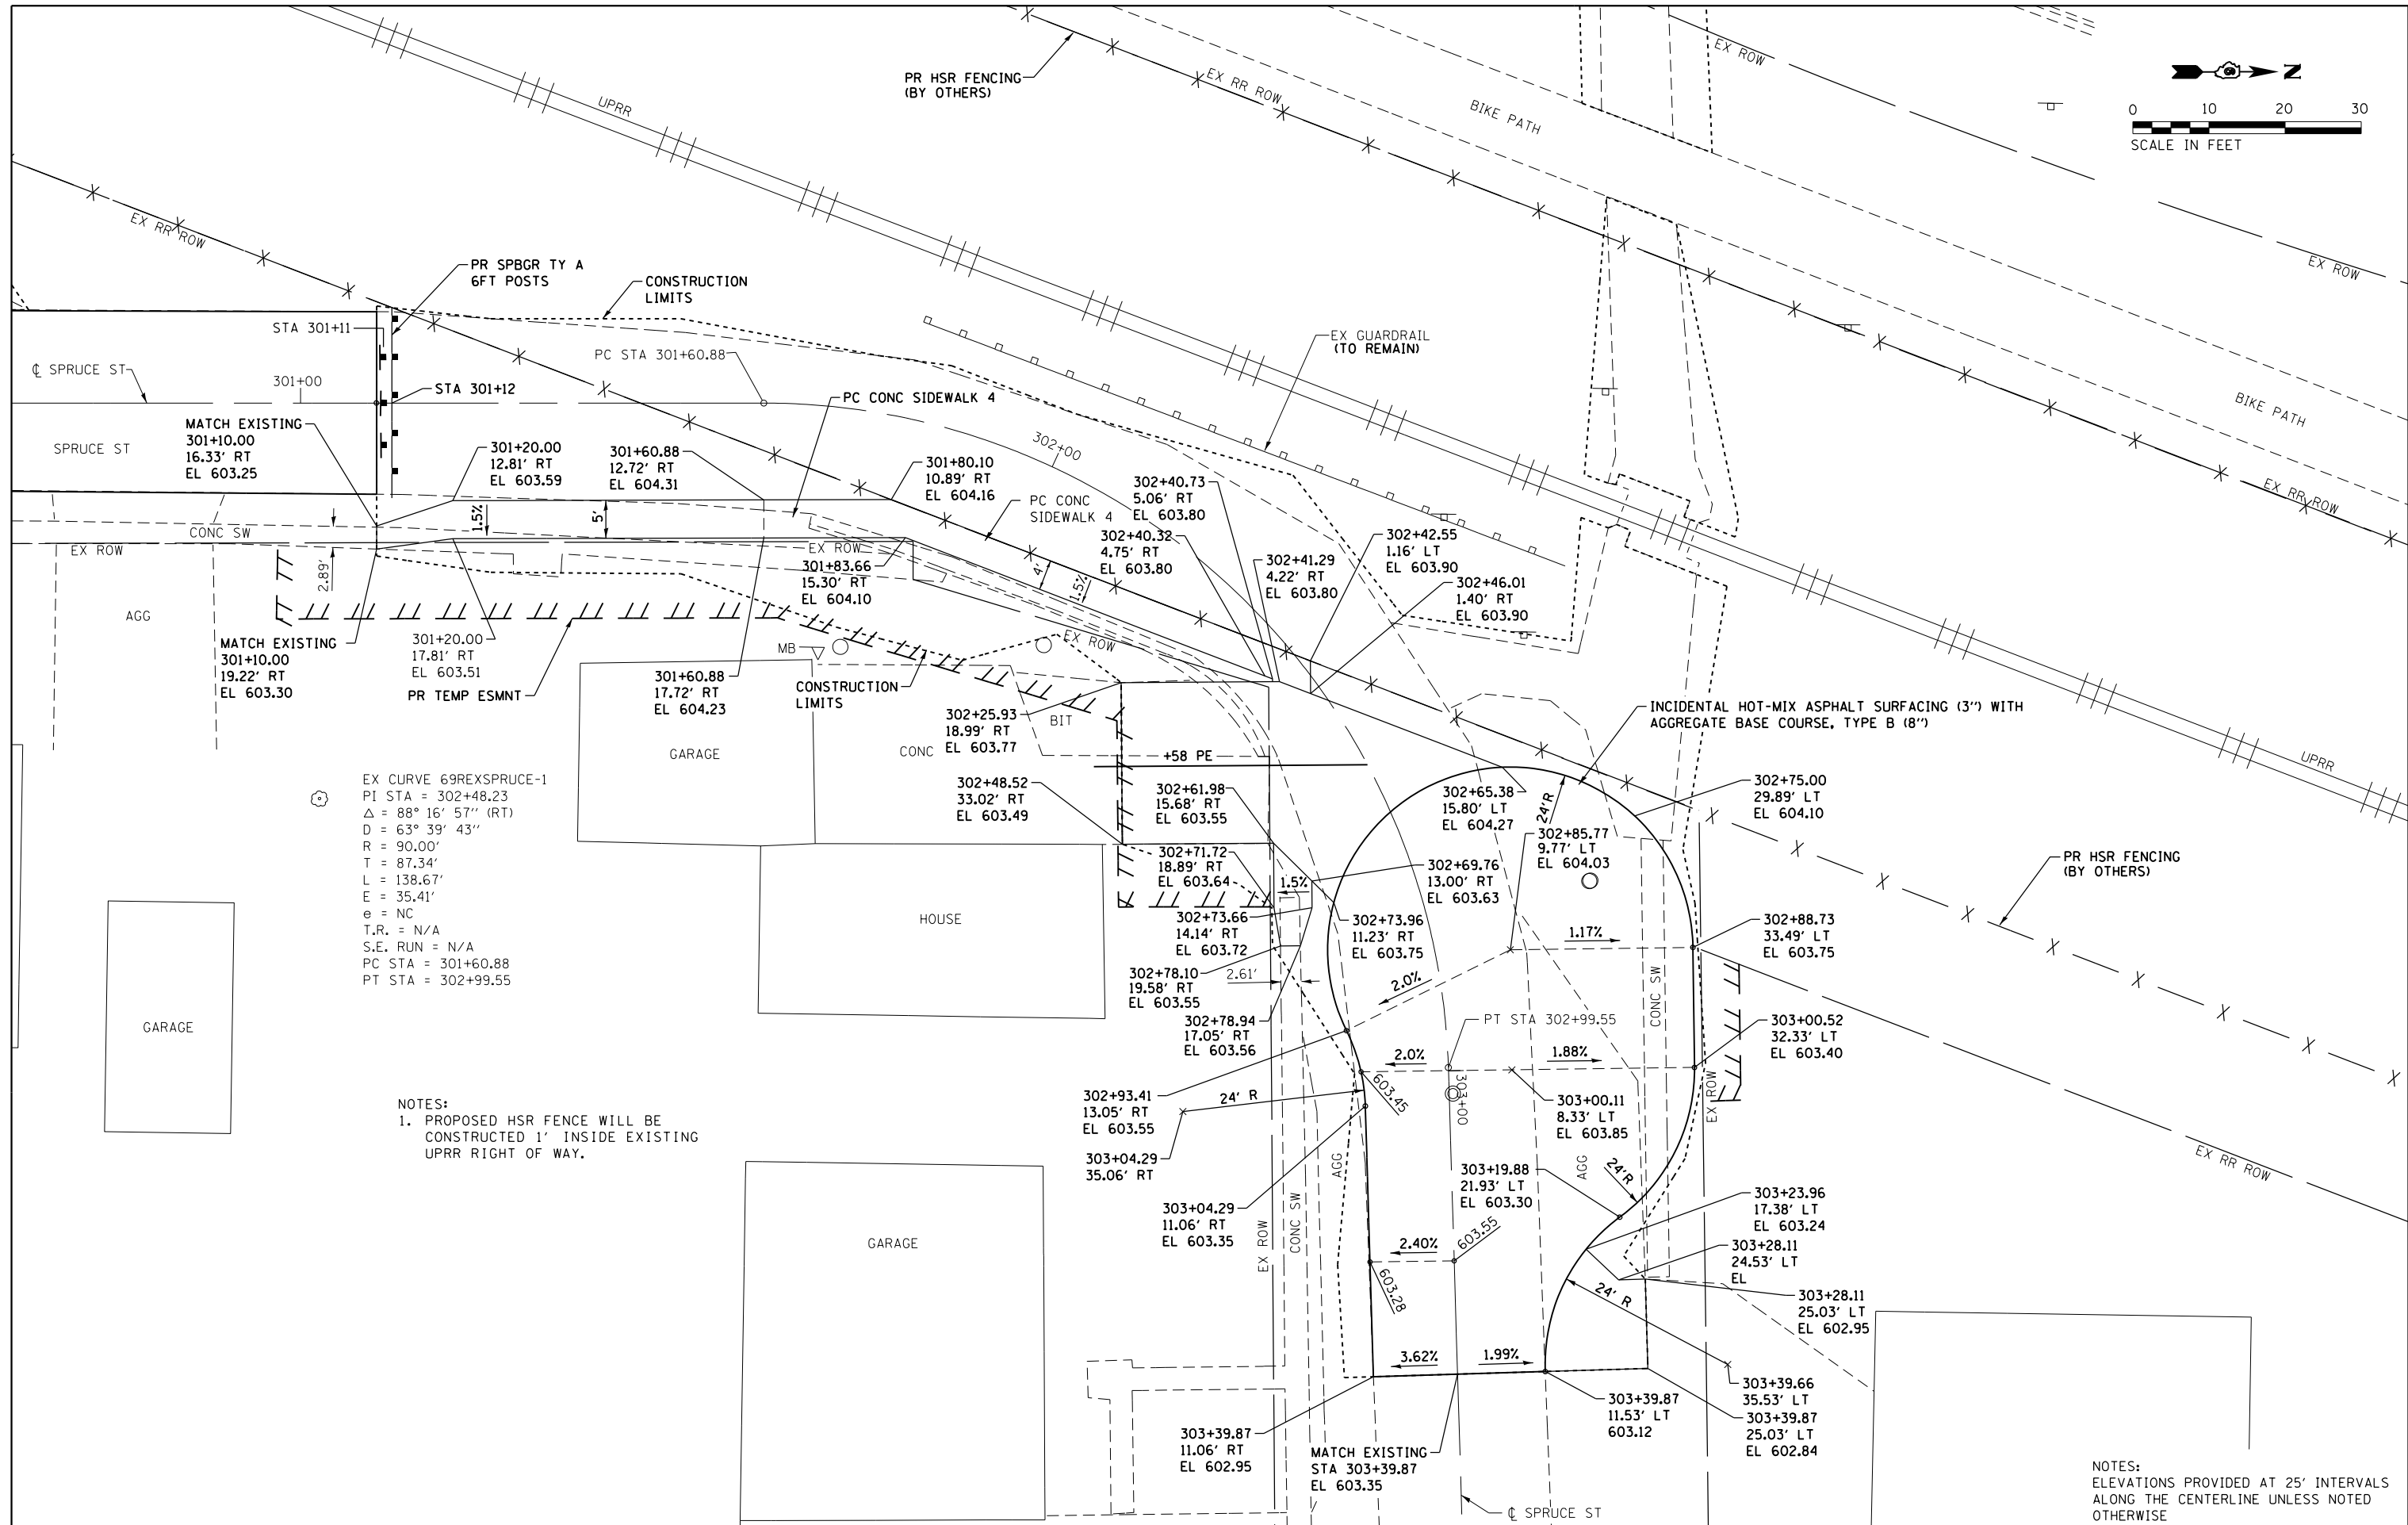 PR HSR FENCING
(BY OTHERS)
EX RR ROW
BIKE PATH
EX ROW
N
0 10 20 30
SCALE IN FEET
UPRR
EX RR ROW
PR SPBGR TY A
6FT POSTS
CONSTRUCTION
LIMITS
STA 301+11
PC STA 301+60.88
EX GUARDRAIL
(TO REMAIN)
EX ROW
℄ SPRUCE ST
301+00
STA 301+12
PC CONC SIDEWALK 4
BIKE PATH
MATCH EXISTING
301+10.00
16.33' RT
EL 603.25
SPRUCE ST
301+20.00
12.81' RT
EL 603.59
301+60.88
12.72' RT
EL 604.31
301+80.10
10.89' RT
EL 604.16
302+00
PC CONC
SIDEWALK 4
302+40.73
5.06' RT
EL 603.80
302+40.32
4.75' RT
EL 603.80
302+41.29
4.22' RT
EL 603.80
302+42.55
1.16' LT
EL 603.90
302+46.01
1.40' RT
EL 603.90
EX RR ROW
CONC SW
EX ROW
1.5%
5'
EX ROW
301+83.66
15.30' RT
EL 604.10
4'
1.5%
2.89'
AGG
MATCH EXISTING
301+10.00
19.22' RT
EL 603.30
301+20.00
17.81' RT
EL 603.51
PR TEMP ESMNT
MB
EX ROW
301+60.88
17.72' RT
EL 604.23
CONSTRUCTION
LIMITS
302+25.93
18.99' RT
EL 603.77
BIT
CONC
GARAGE
+58 PE
INCIDENTAL HOT-MIX ASPHALT SURFACING (3") WITH
AGGREGATE BASE COURSE, TYPE B (8")
UPRR
EX CURVE 69REXSPRUCE-1
PI STA = 302+48.23
Δ = 88° 16' 57" (RT)
D = 63° 39' 43"
R = 90.00'
T = 87.34'
L = 138.67'
E = 35.41'
e = NC
T.R. = N/A
S.E. RUN = N/A
PC STA = 301+60.88
PT STA = 302+99.55
302+48.52
33.02' RT
EL 603.49
302+61.98
15.68' RT
EL 603.55
302+65.38
15.80' LT
EL 604.27
24'R
302+75.00
29.89' LT
EL 604.10
302+85.77
9.77' LT
EL 604.03
302+71.72
18.89' RT
EL 603.64
1.5%
302+69.76
13.00' RT
EL 603.63
PR HSR FENCING
(BY OTHERS)
HOUSE
302+73.66
14.14' RT
EL 603.72
302+73.96
11.23' RT
EL 603.75
1.17%
302+88.73
33.49' LT
EL 603.75
302+78.10
19.58' RT
EL 603.55
2.61'
2.0%
CONC SW
GARAGE
302+78.94
17.05' RT
EL 603.56
PT STA 302+99.55
303+00.52
32.33' LT
EL 603.40
2.0%
1.88%
EX ROW
NOTES:
1. PROPOSED HSR FENCE WILL BE
CONSTRUCTED 1' INSIDE EXISTING
UPRR RIGHT OF WAY.
302+93.41
13.05' RT
EL 603.55
24' R
603.45
303+00
303+00.11
8.33' LT
EL 603.85
303+04.29
35.06' RT
AGG
303+19.88
21.93' LT
EL 603.30
AGG
24'R
EX RR ROW
303+04.29
11.06' RT
EL 603.35
303+23.96
17.38' LT
EL 603.24
GARAGE
EX ROW
CONC SW
2.40%
603.55
603.28
303+28.11
24.53' LT
EL
24' R
303+28.11
25.03' LT
EL 602.95
3.62%
1.99%
303+39.66
35.53' LT
303+39.87
25.03' LT
EL 602.84
303+39.87
11.53' LT
603.12
303+39.87
11.06' RT
EL 602.95
MATCH EXISTING
STA 303+39.87
EL 603.35
℄ SPRUCE ST
NOTES:
ELEVATIONS PROVIDED AT 25' INTERVALS
ALONG THE CENTERLINE UNLESS NOTED
OTHERWISE